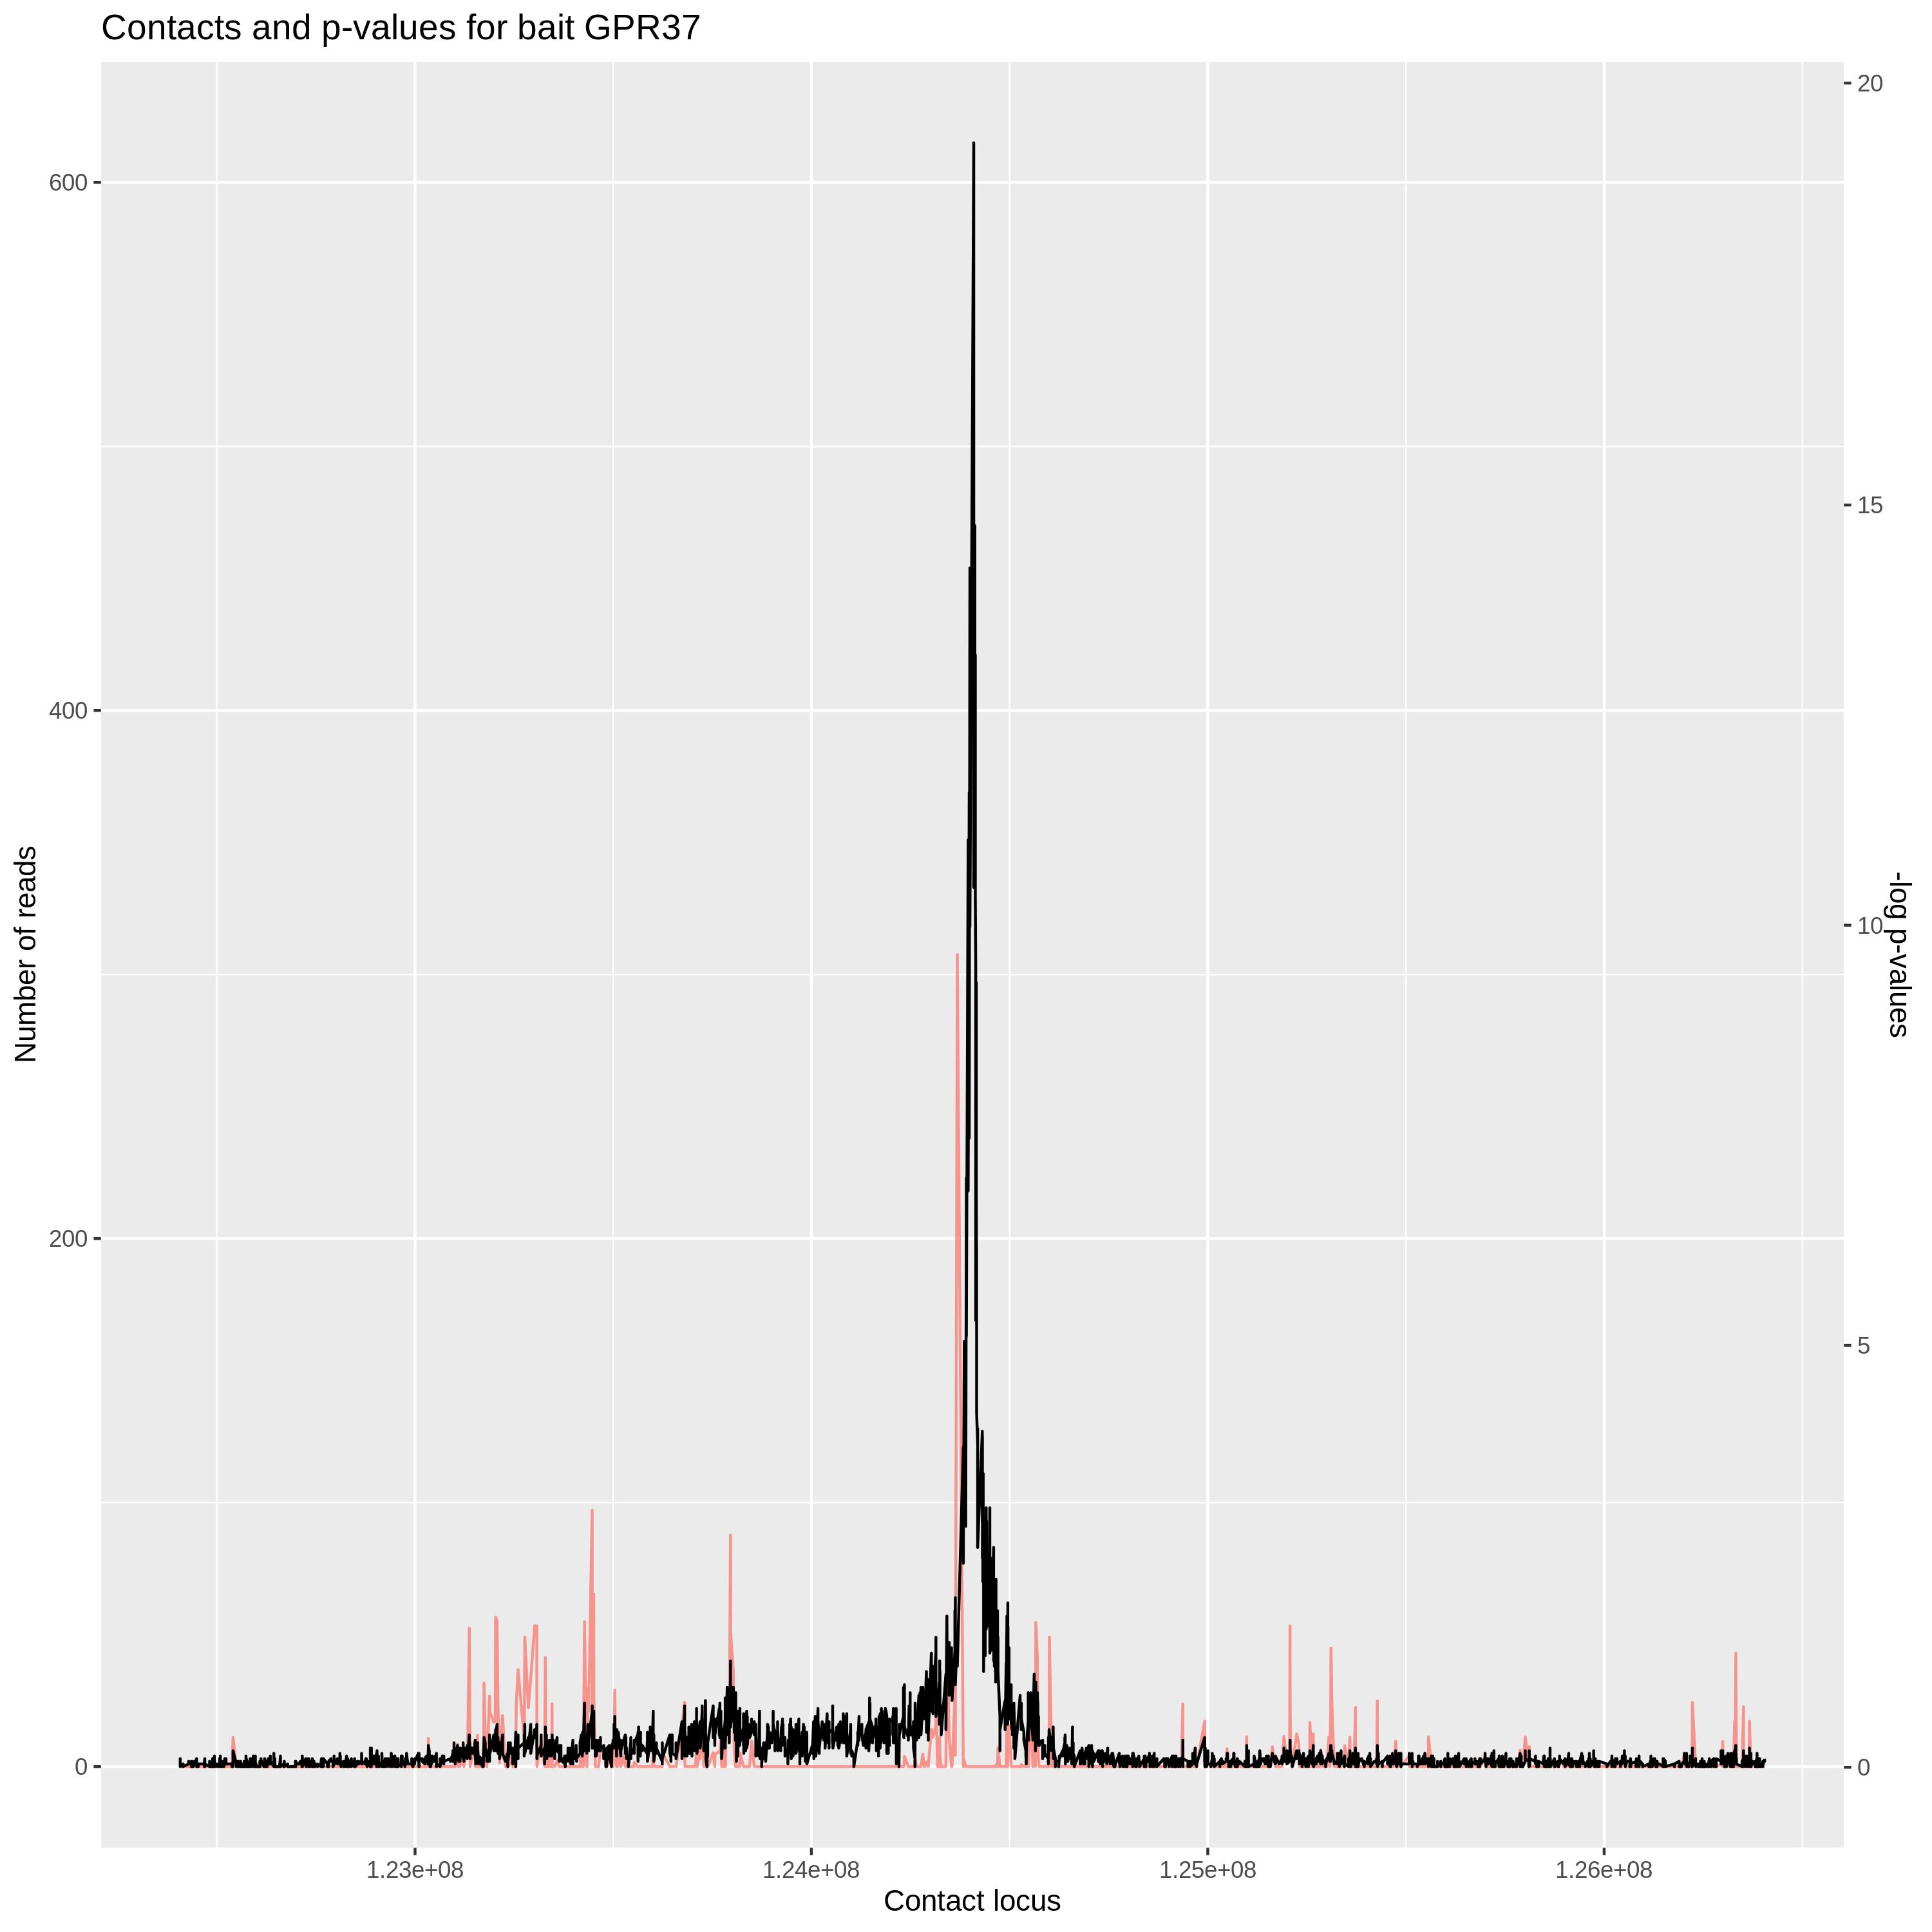 Contacts and p-values for bait GPR37
Number of reads
600
400
200
0
20
15
10
5
0
-log p-values
1.23e+08 1.24e+08 1.25e+08 1.26e+08
Contact locus